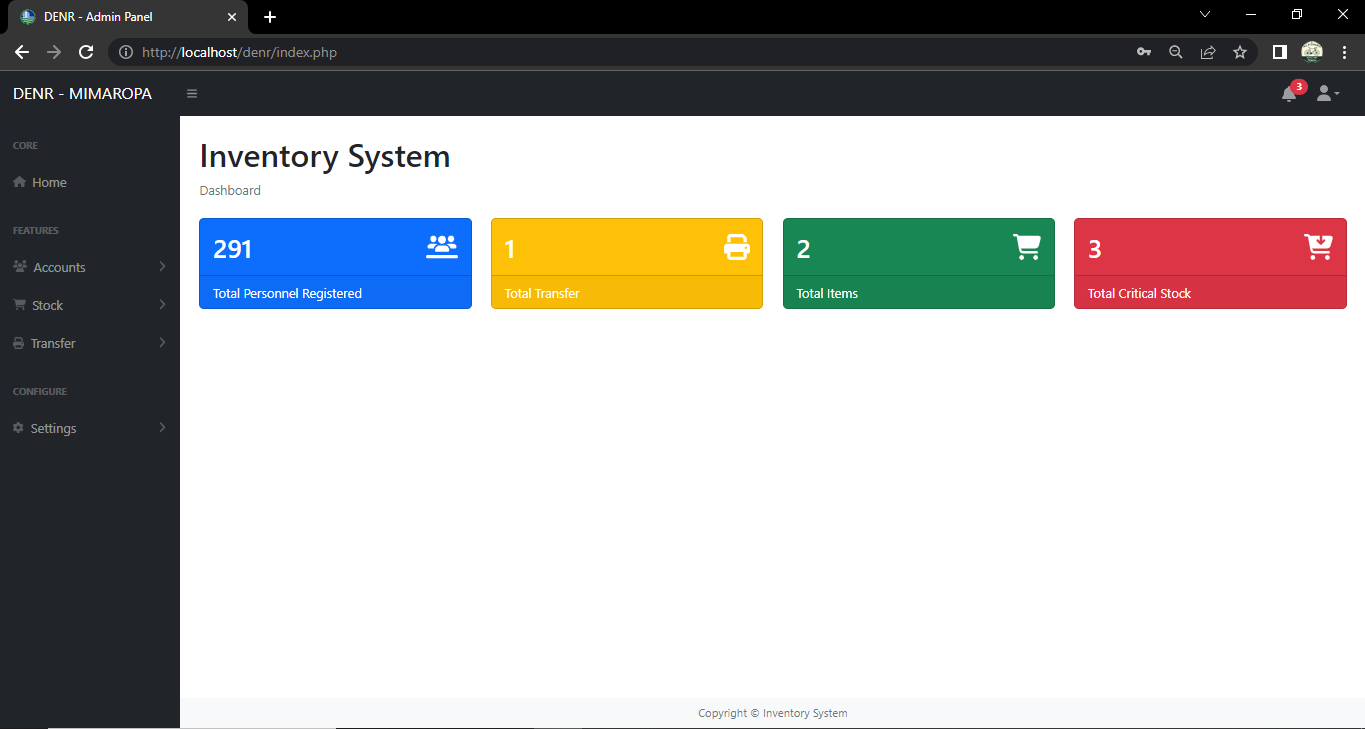 DENR - Admin Panel
http://localhost/denr/index.php
DENR - MIMAROPA
3
CORE
Home
FEATURES
Accounts
Stock
Transfer
CONFIGURE
Settings
Inventory System
Dashboard
291
Total Personnel Registered
1
Total Transfer
2
Total Items
3
Total Critical Stock
Copyright © Inventory System